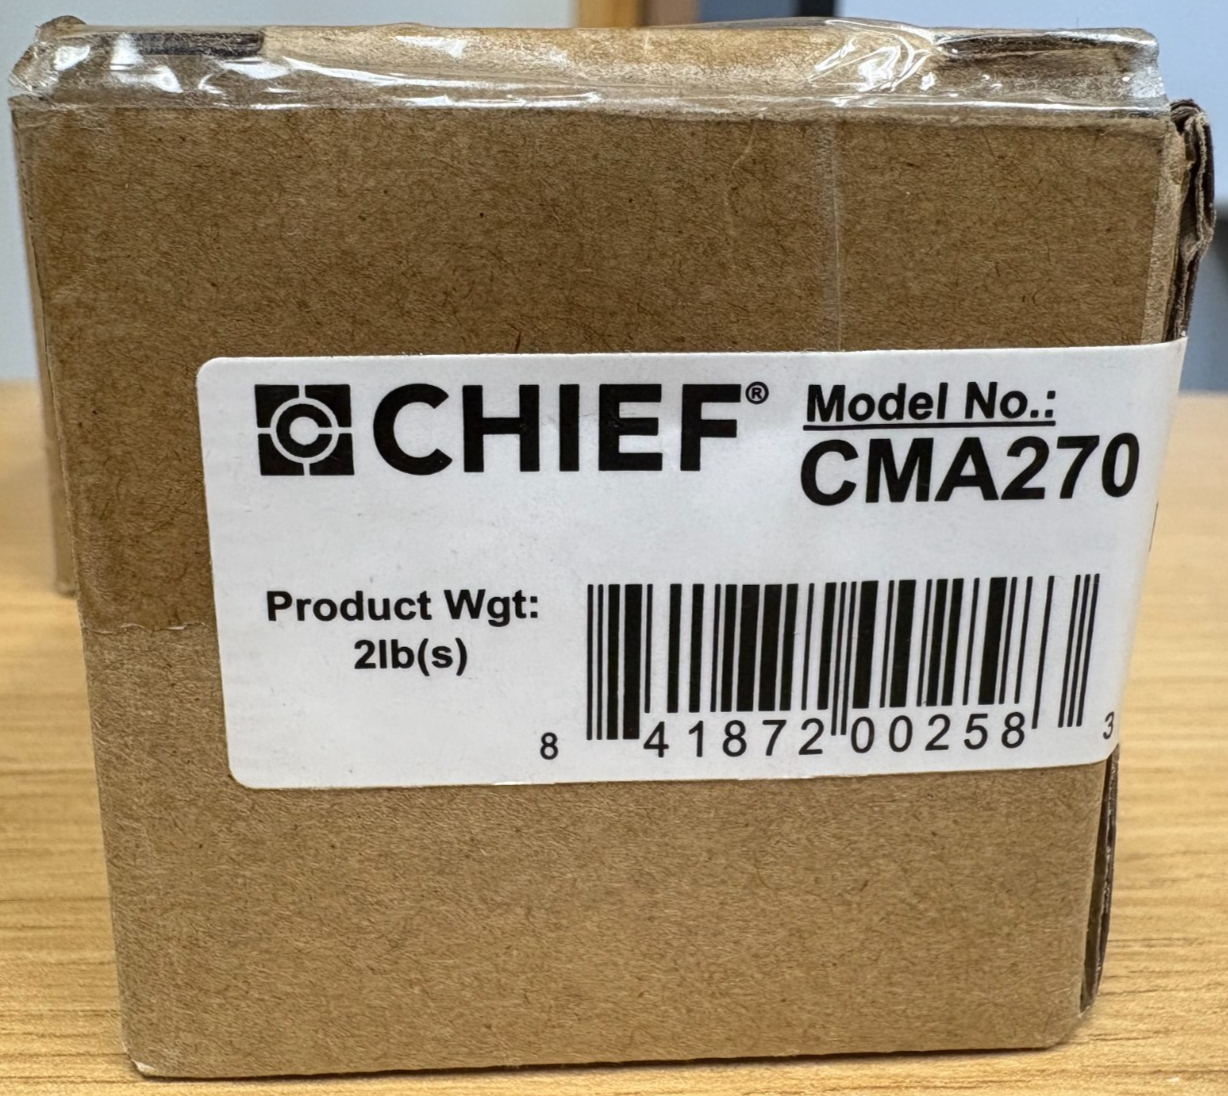 CHIEF®
Model No.:
CMA270
Product Wgt:
2lb(s)
8 41872 00258 3